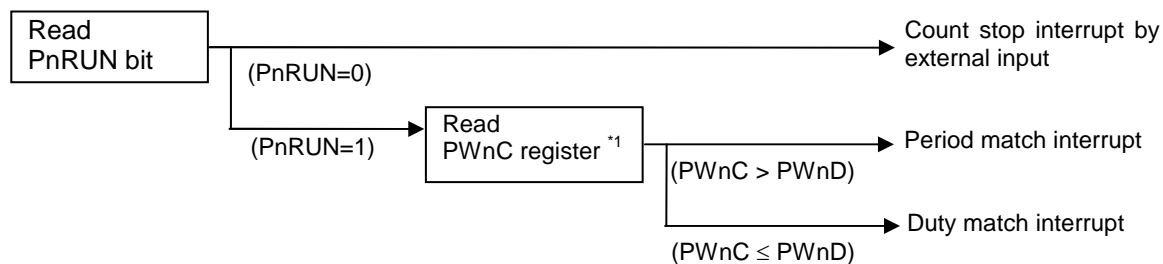 Read
PnRUN bit
Count stop interrupt by
external input
(PnRUN=0)
(PnRUN=1)
Read
PWnC register *1
Period match interrupt
(PWnC > PWnD)
Duty match interrupt
(PWnC ≤ PWnD)